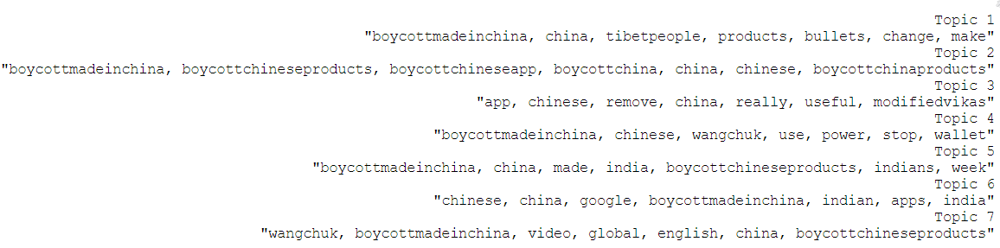 Topic 1
"boycottmadeinchina, china, tibetpeople, products, bullets, change, make"
Topic 2
"boycottmadeinchina, boycottchineseproducts, boycottchineseapp, boycottchina, china, chinese, boycottchinaproducts"
Topic 3
"app, chinese, remove, china, really, useful, modifiedvikas"
Topic 4
"boycottmadeinchina, chinese, wangchuk, use, power, stop, wallet"
Topic 5
"boycottmadeinchina, china, made, india, boycottchineseproducts, indians, week"
Topic 6
"chinese, china, google, boycottmadeinchina, indian, apps, india"
Topic 7
"wangchuk, boycottmadeinchina, video, global, english, china, boycottchineseproducts"